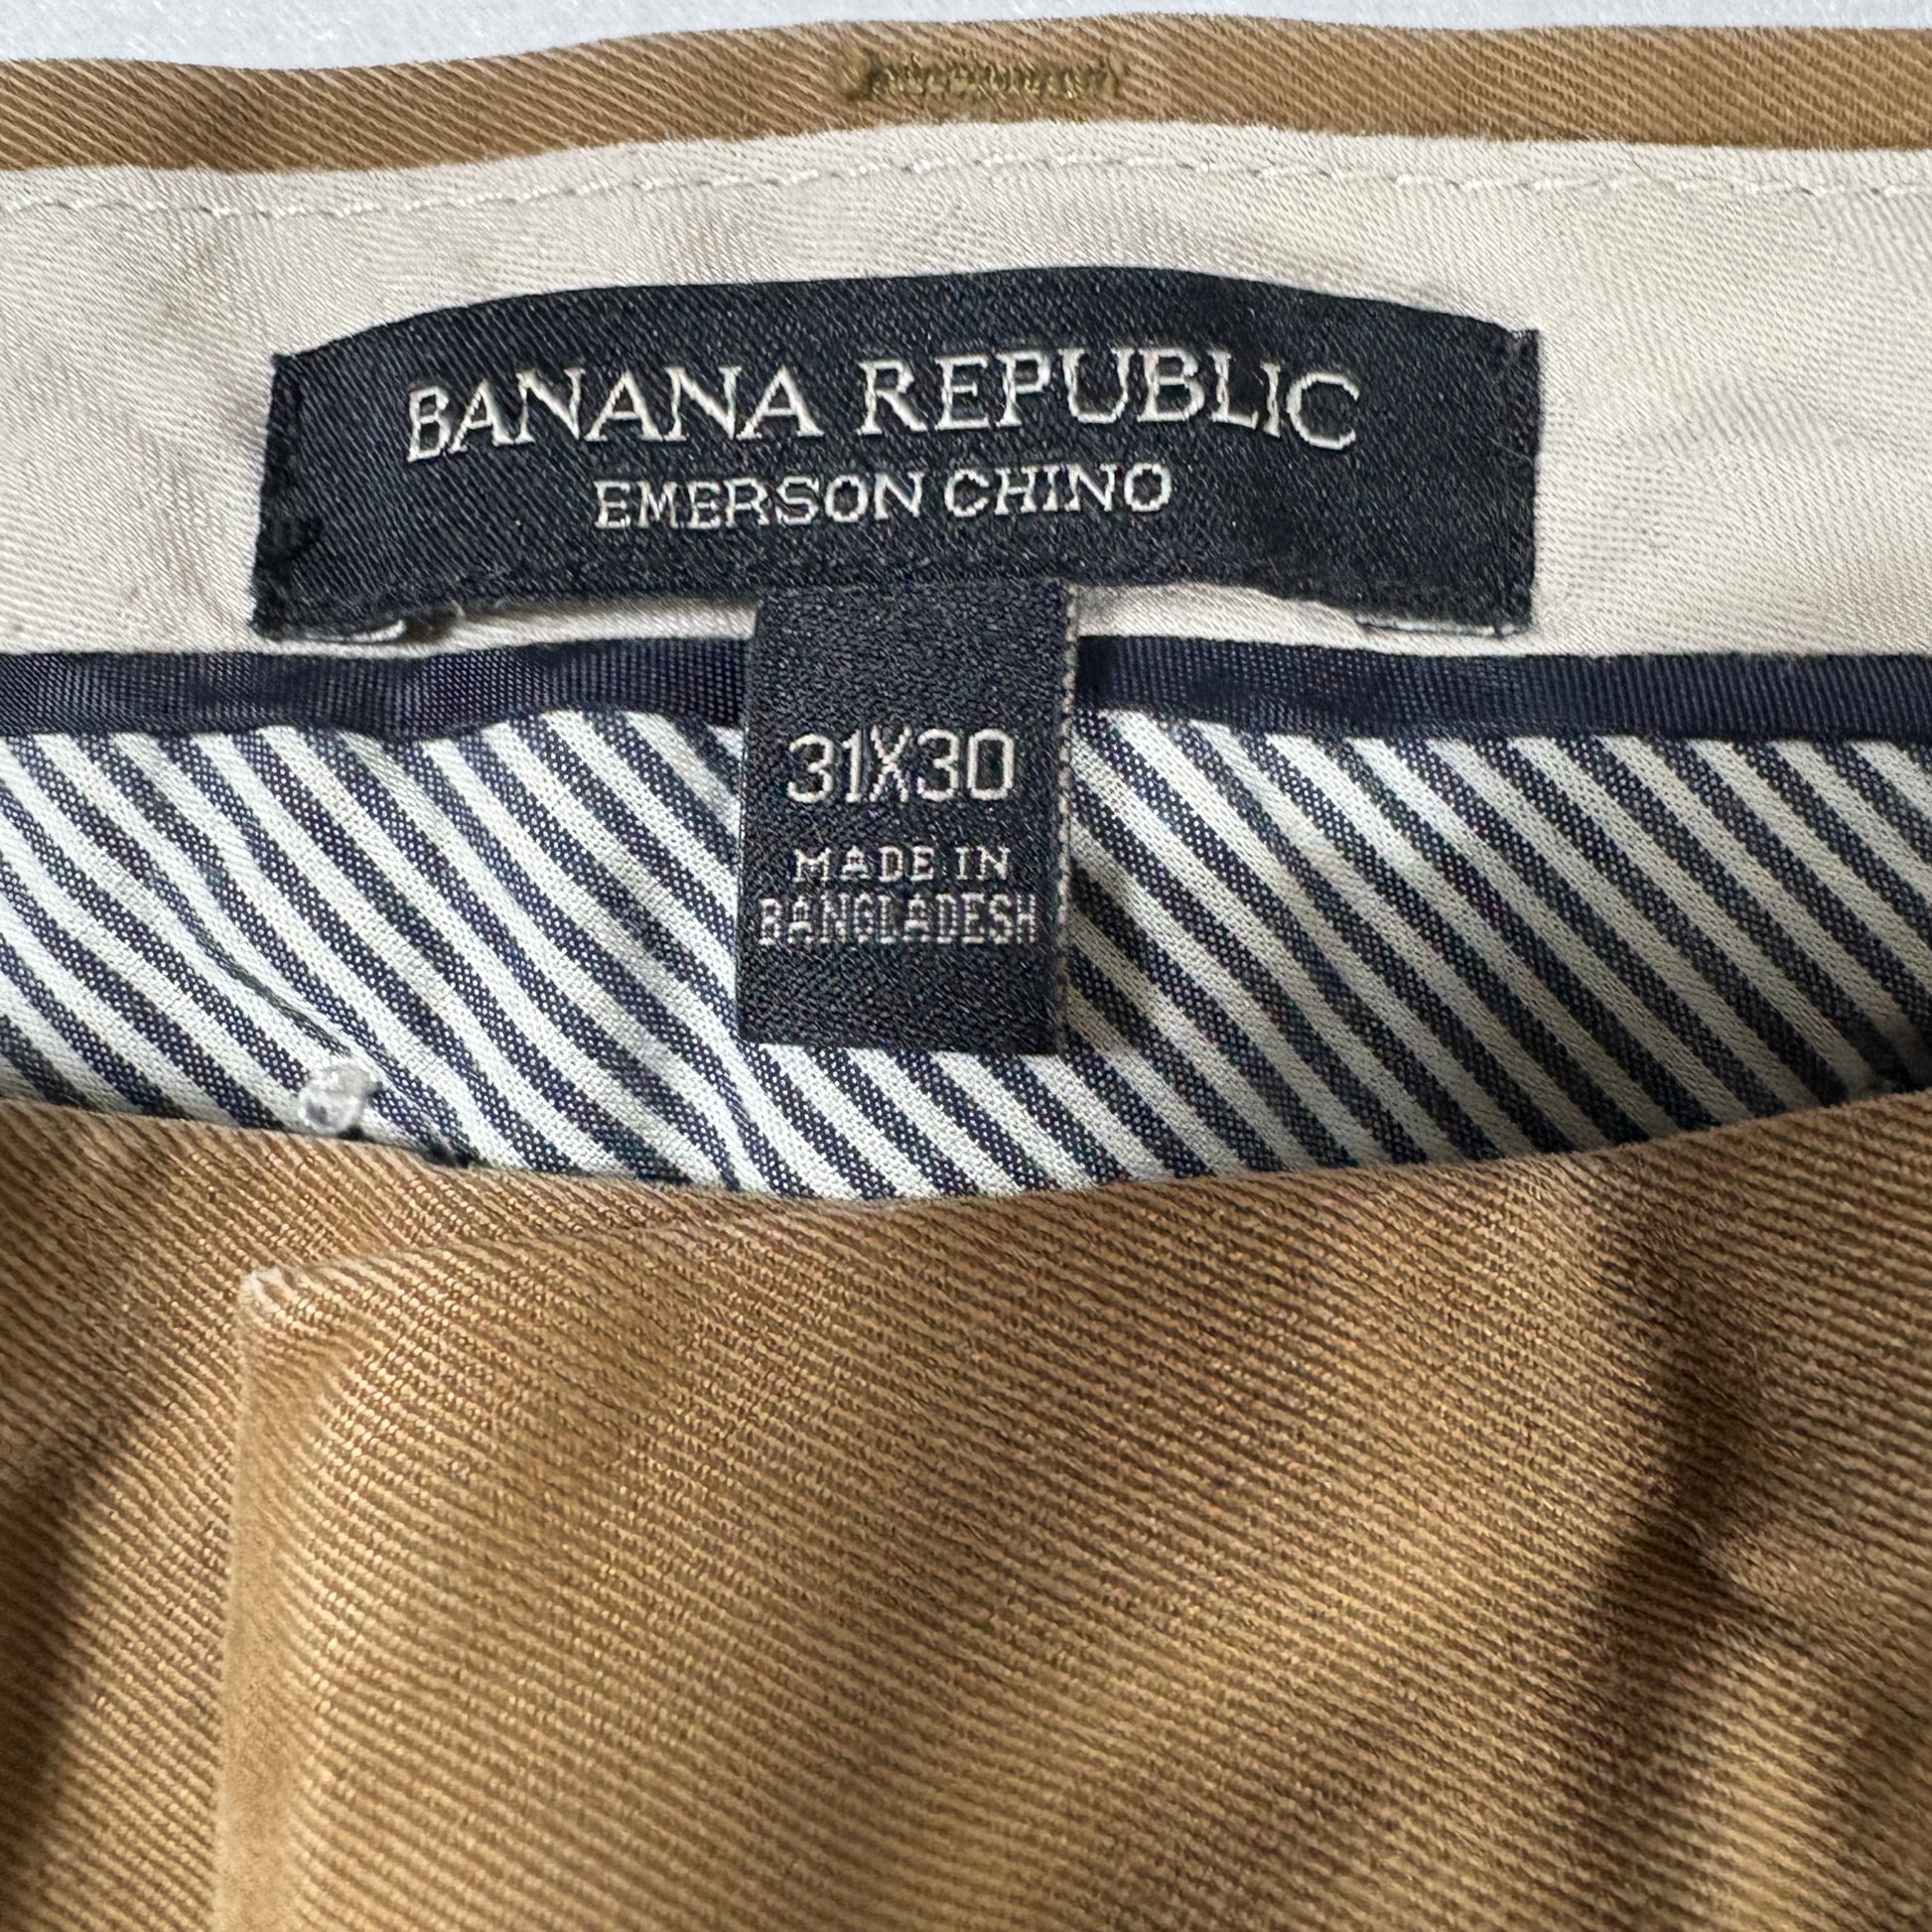 BANANA REPUBLIC
EMERSON CHINO
31X30
MADE IN
BANGLADESH